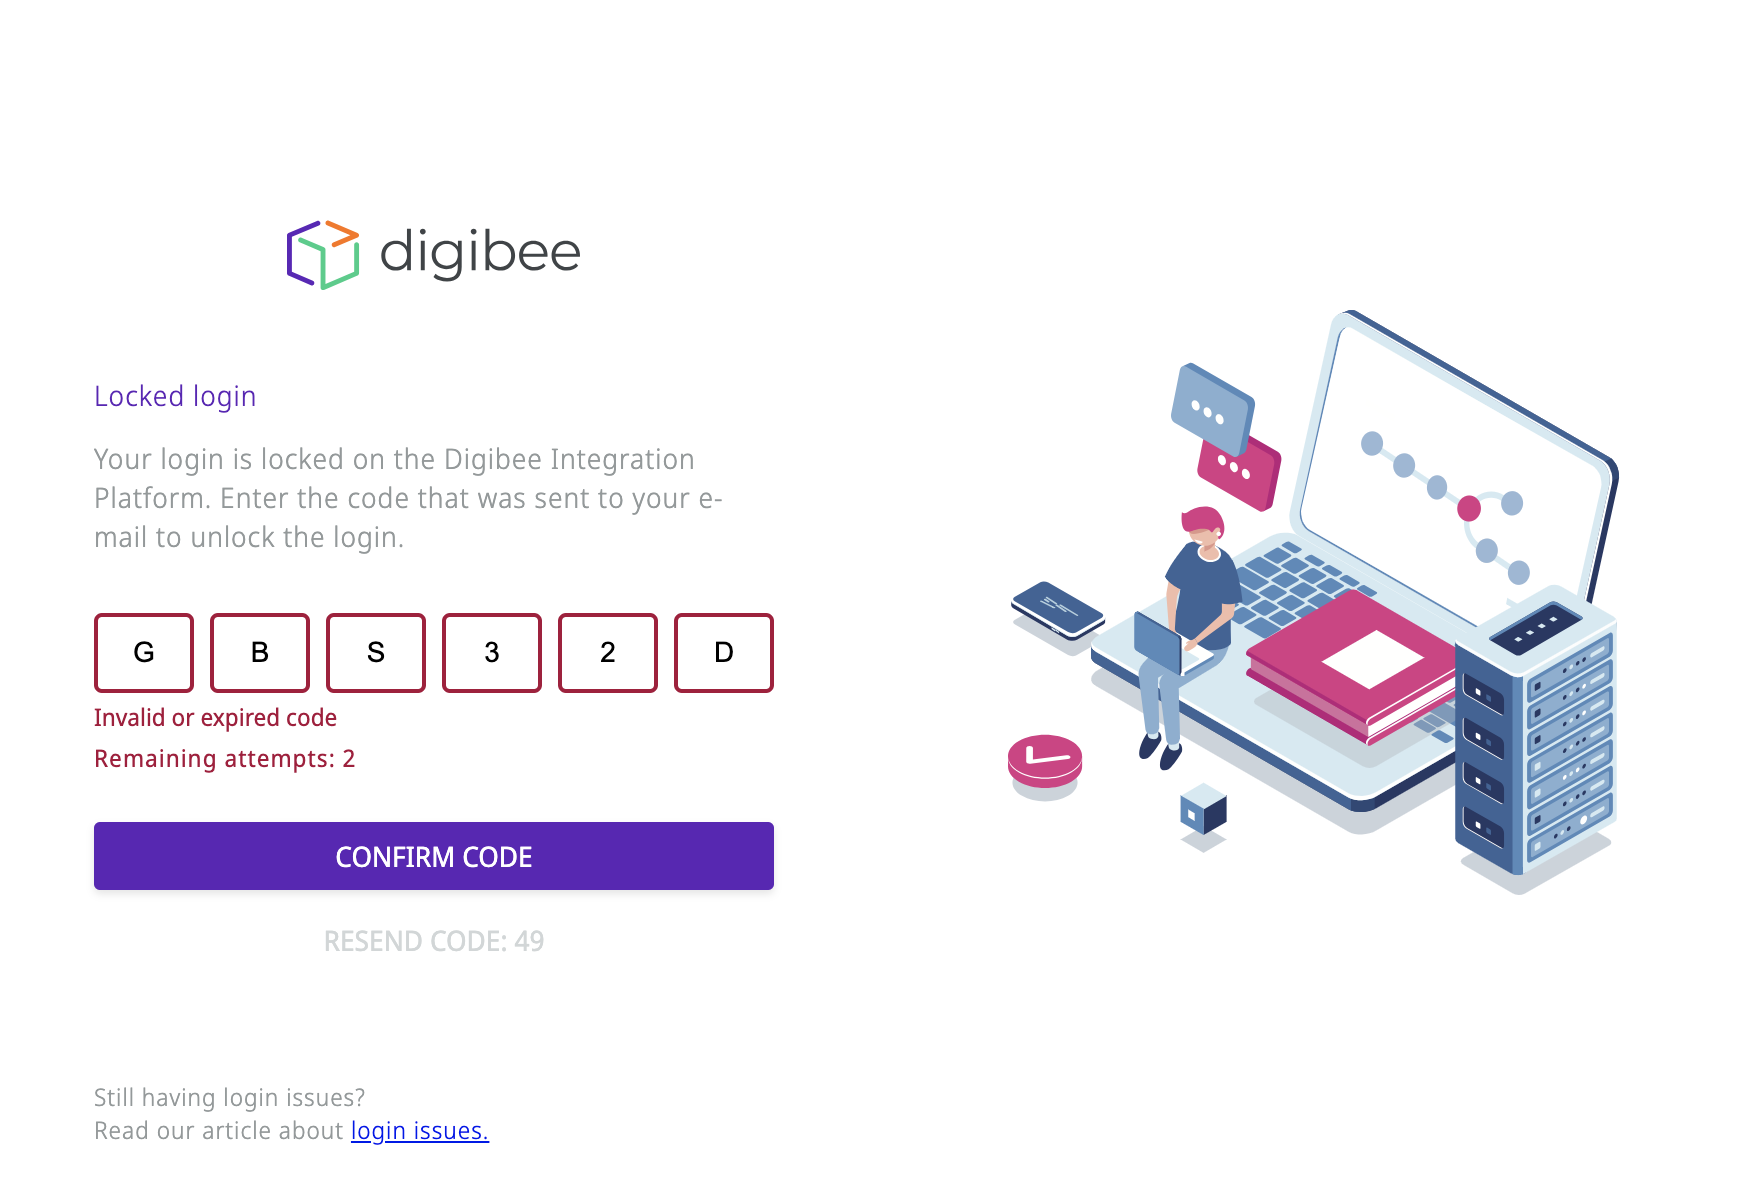 digibee
Locked login
Your login is locked on the Digibee Integration
Platform. Enter the code that was sent to your e-
mail to unlock the login.
G B S 3 2 D
Invalid or expired code
Remaining attempts: 2
CONFIRM CODE
RESEND CODE: 49
Still having login issues?
Read our article about login issues.